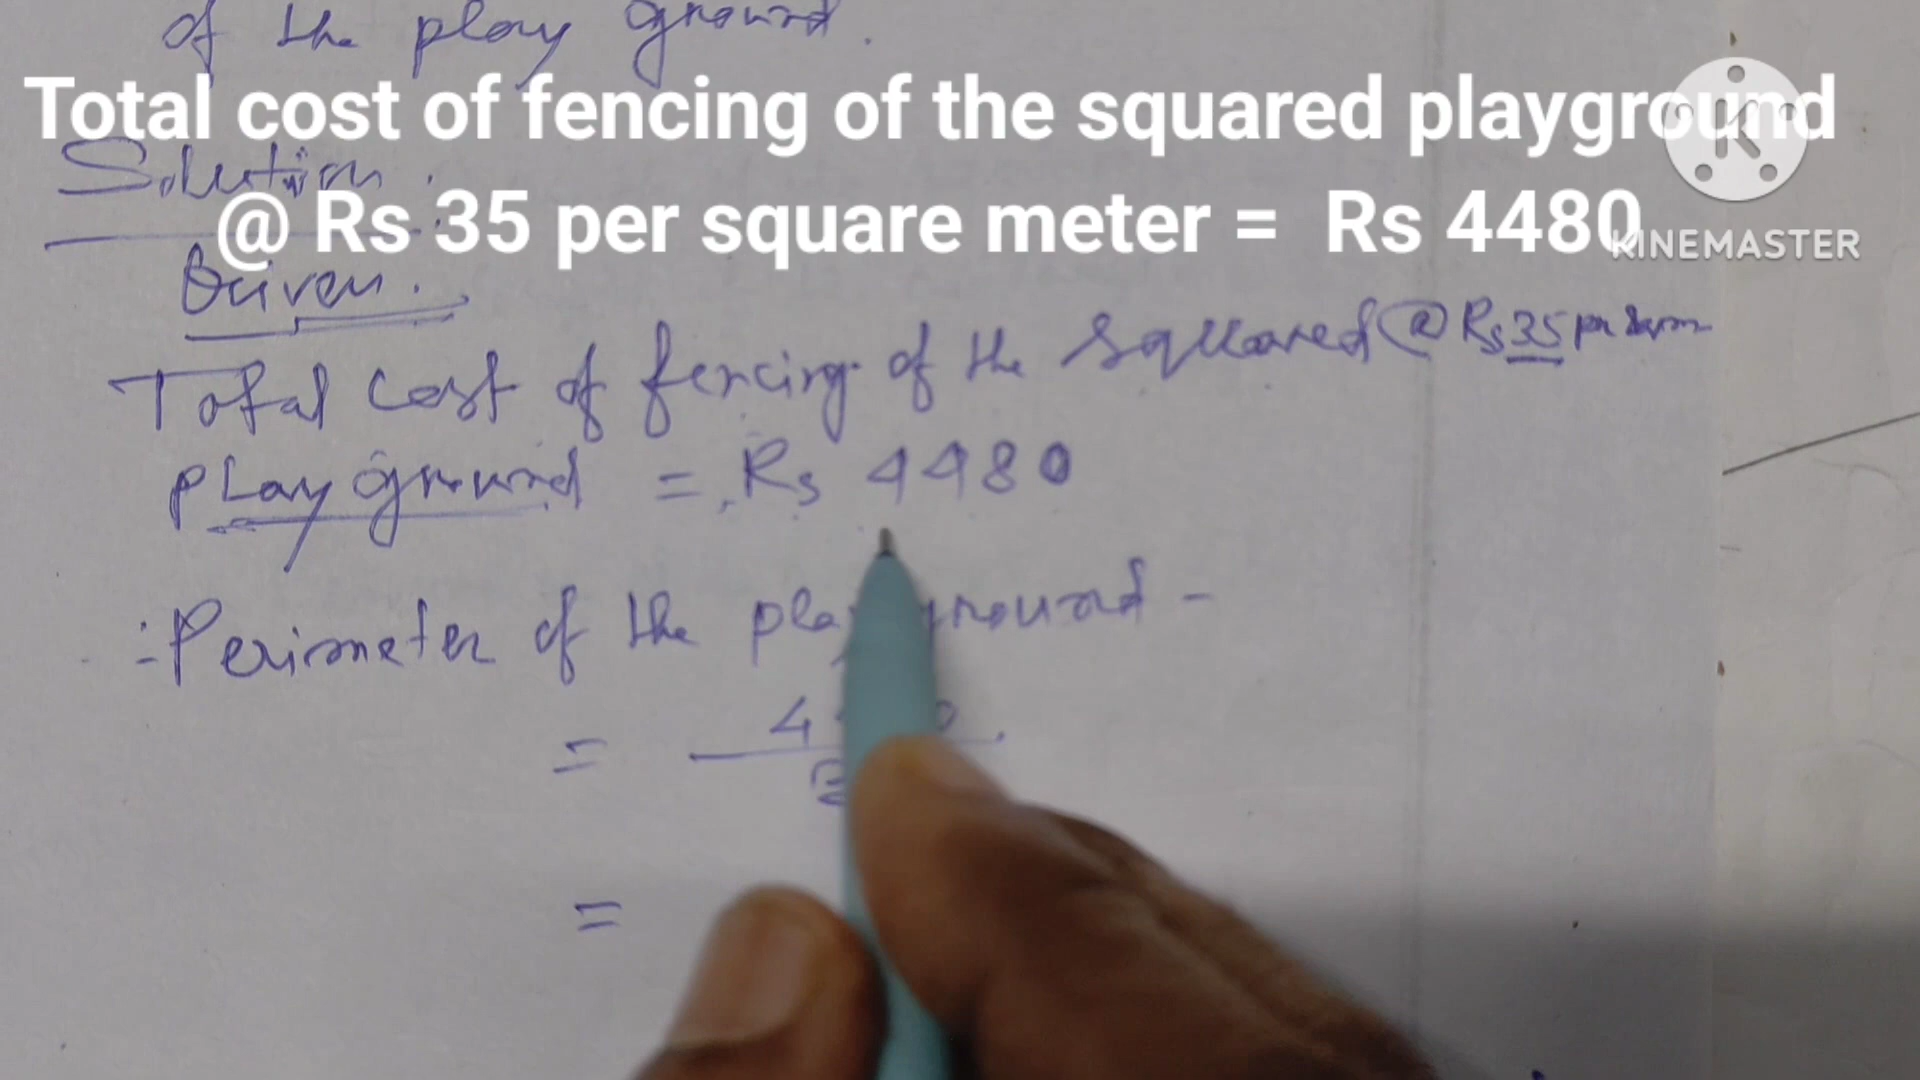 of the play ground.
Total cost of fencing of the squared playground
Solution:
@ Rs 35 per square meter = Rs 4480
KINEMASTER
Given.
Total Cost of fencing of the squared @ Rs 35 per sqm
Play ground = Rs 4480
∴ Perimeter of the playground -
=
=